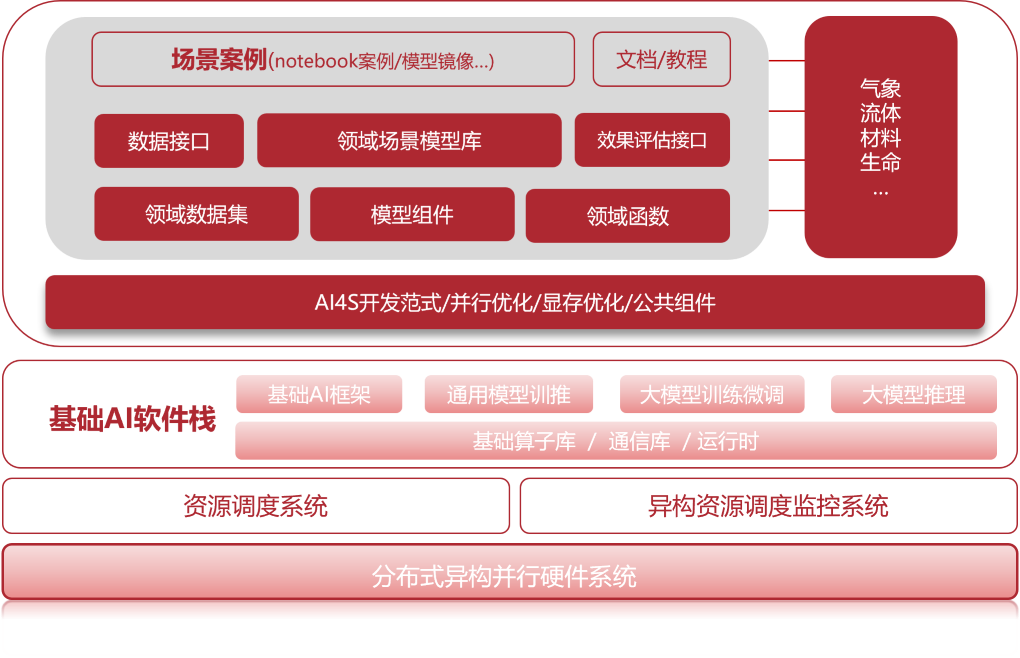 场景案例(notebook案例/模型镜像...)
文档/教程
数据接口
领域场景模型库
效果评估接口
领域数据集
模型组件
领域函数
气象
流体
材料
生命
...
AI4S开发范式/并行优化/显存优化/公共组件
基础AI软件栈
基础AI框架
通用模型训推
大模型训练微调
大模型推理
基础算子库 / 通信库 / 运行时
资源调度系统
异构资源调度监控系统
分布式异构并行硬件系统